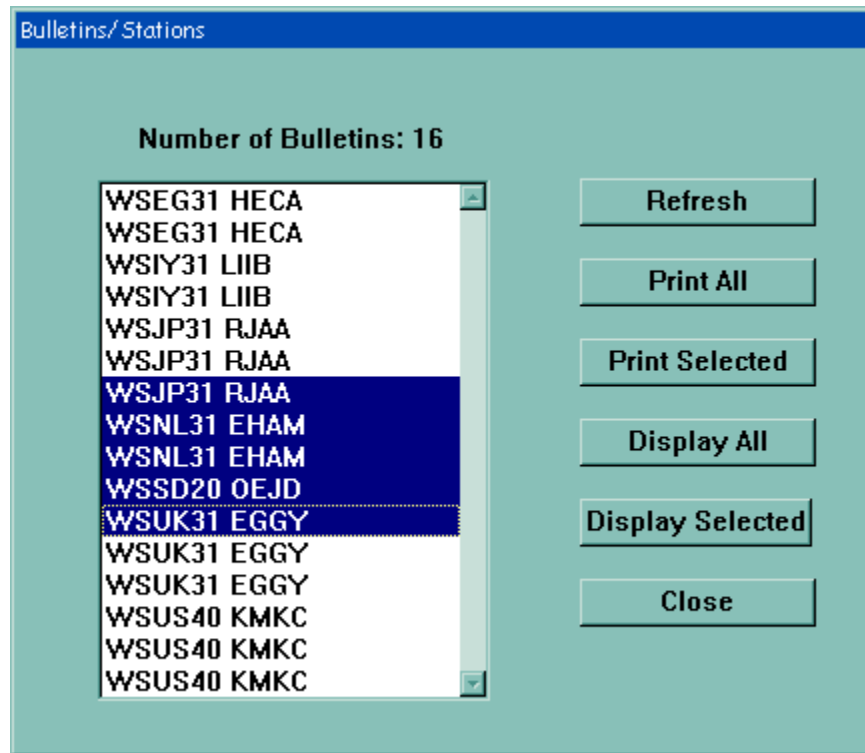 Bulletins/Stations
Number of Bulletins: 16
WSEG31 HECA
WSEG31 HECA
WSIY31 LIIB
WSIY31 LIIB
WSJP31 RJAA
WSJP31 RJAA
WSJP31 RJAA
WSNL31 EHAM
WSNL31 EHAM
WSSD20 OEJD
WSUK31 EGGY
WSUK31 EGGY
WSUK31 EGGY
WSUS40 KMKC
WSUS40 KMKC
WSUS40 KMKC
Refresh
Print All
Print Selected
Display All
Display Selected
Close